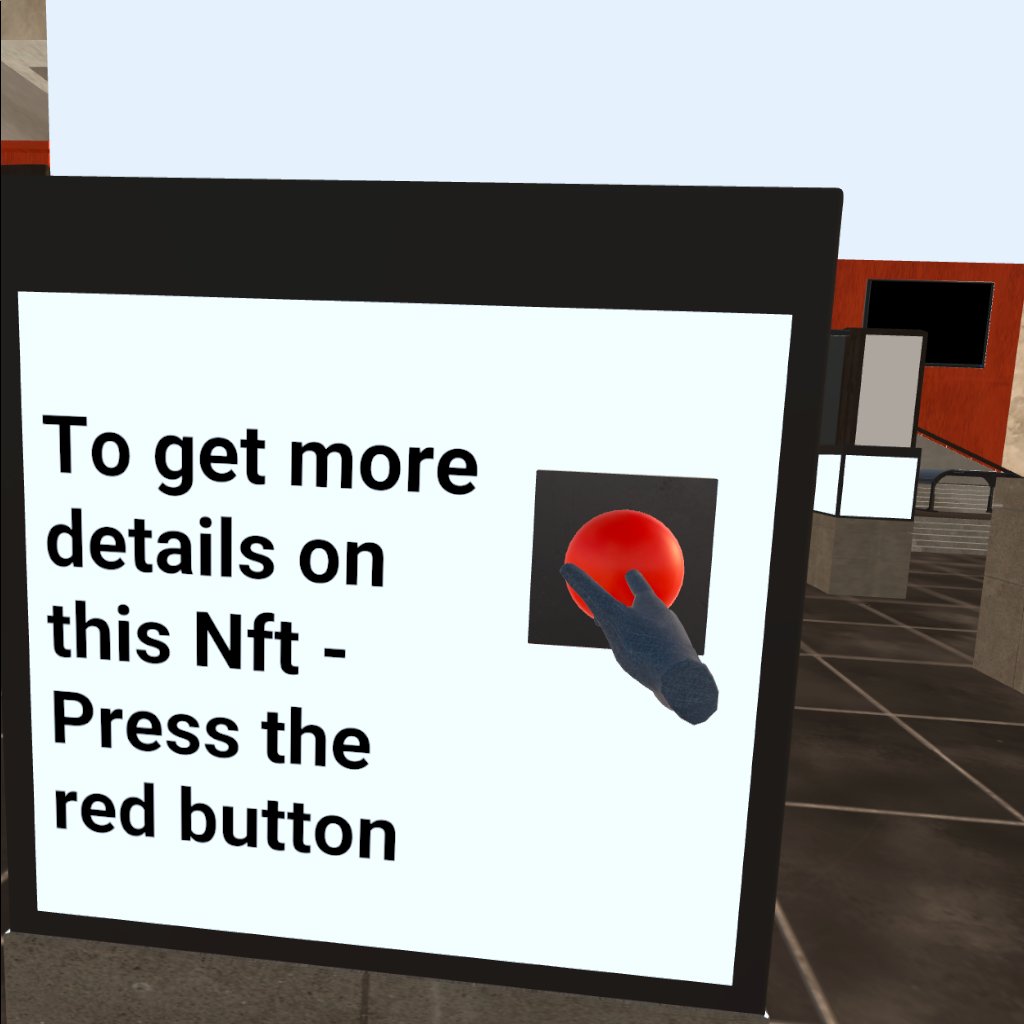 To get more
details on
this Nft -
Press the
red button